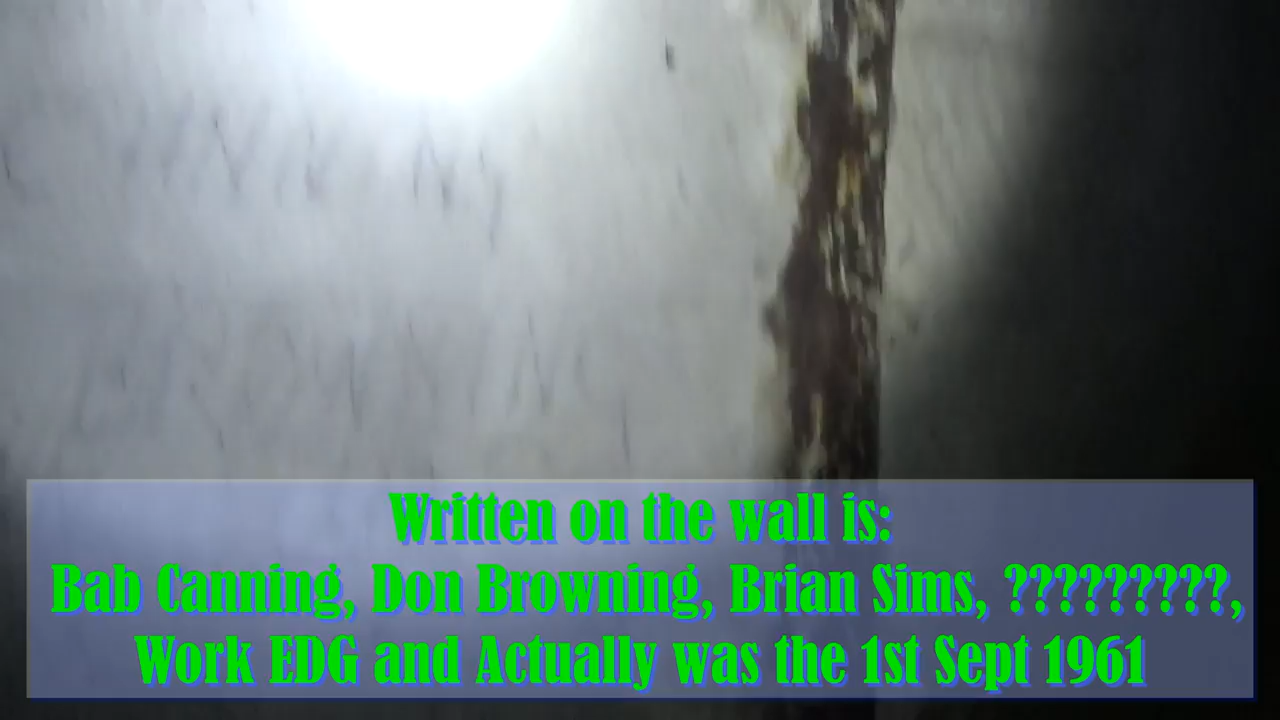 Written on the wall is:
Bab Canning, Don Browning, Brian Sims, ?????????,
Work EDG and Actually was the 1st Sept 1961